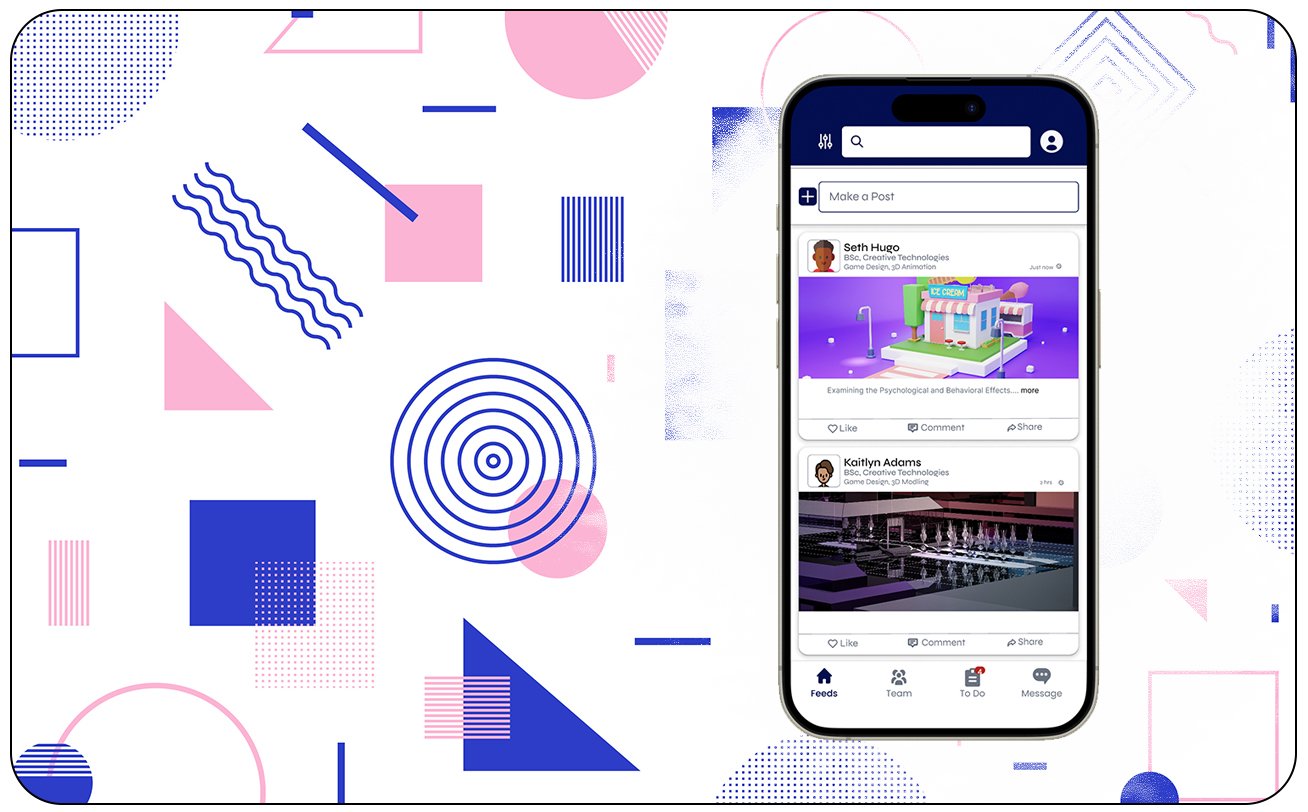 Make a Post
Seth Hugo
BSc, Creative Technologies
Game Design, 3D Animation
Just now
ICE CREAM
Examining the Psychological and Behavioral Effects.... more
Like Comment Share
Kaitlyn Adams
BSc, Creative Technologies
Game Design, 3D Modling
2 hrs
Like Comment Share
4
Feeds Team To Do Message